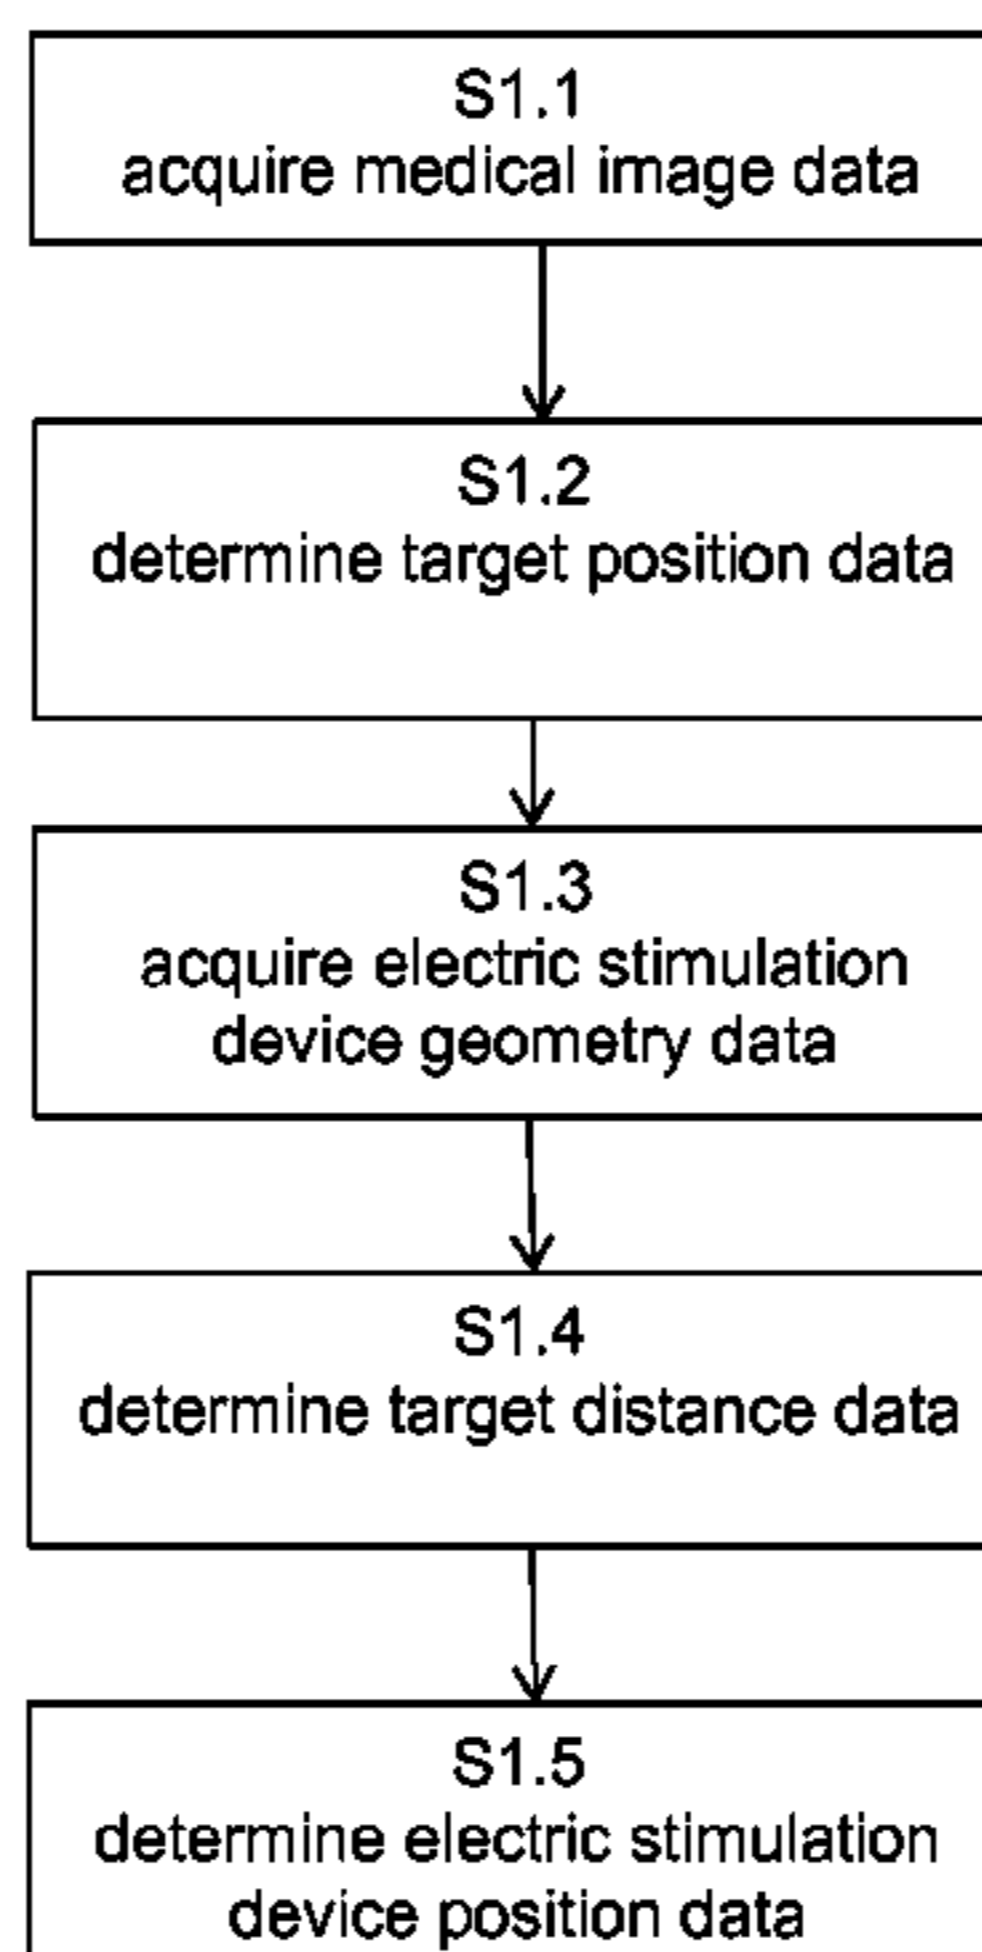 S1.1
acquire medical image data
S1.2
determine target position data
S1.3
acquire electric stimulation
device geometry data
S1.4
determine target distance data
S1.5
determine electric stimulation
device position data